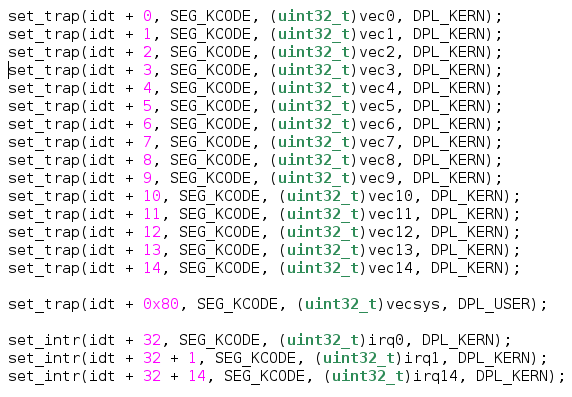 set_trap(idt + 0, SEG_KCODE, (uint32_t)vec0, DPL_KERN);
set_trap(idt + 1, SEG_KCODE, (uint32_t)vec1, DPL_KERN);
set_trap(idt + 2, SEG_KCODE, (uint32_t)vec2, DPL_KERN);
set_trap(idt + 3, SEG_KCODE, (uint32_t)vec3, DPL_KERN);
set_trap(idt + 4, SEG_KCODE, (uint32_t)vec4, DPL_KERN);
set_trap(idt + 5, SEG_KCODE, (uint32_t)vec5, DPL_KERN);
set_trap(idt + 6, SEG_KCODE, (uint32_t)vec6, DPL_KERN);
set_trap(idt + 7, SEG_KCODE, (uint32_t)vec7, DPL_KERN);
set_trap(idt + 8, SEG_KCODE, (uint32_t)vec8, DPL_KERN);
set_trap(idt + 9, SEG_KCODE, (uint32_t)vec9, DPL_KERN);
set_trap(idt + 10, SEG_KCODE, (uint32_t)vec10, DPL_KERN);
set_trap(idt + 11, SEG_KCODE, (uint32_t)vec11, DPL_KERN);
set_trap(idt + 12, SEG_KCODE, (uint32_t)vec12, DPL_KERN);
set_trap(idt + 13, SEG_KCODE, (uint32_t)vec13, DPL_KERN);
set_trap(idt + 14, SEG_KCODE, (uint32_t)vec14, DPL_KERN);
set_trap(idt + 0x80, SEG_KCODE, (uint32_t)vecsys, DPL_USER);
set_intr(idt + 32, SEG_KCODE, (uint32_t)irq0, DPL_KERN);
set_intr(idt + 32 + 1, SEG_KCODE, (uint32_t)irq1, DPL_KERN);
set_intr(idt + 32 + 14, SEG_KCODE, (uint32_t)irq14, DPL_KERN);